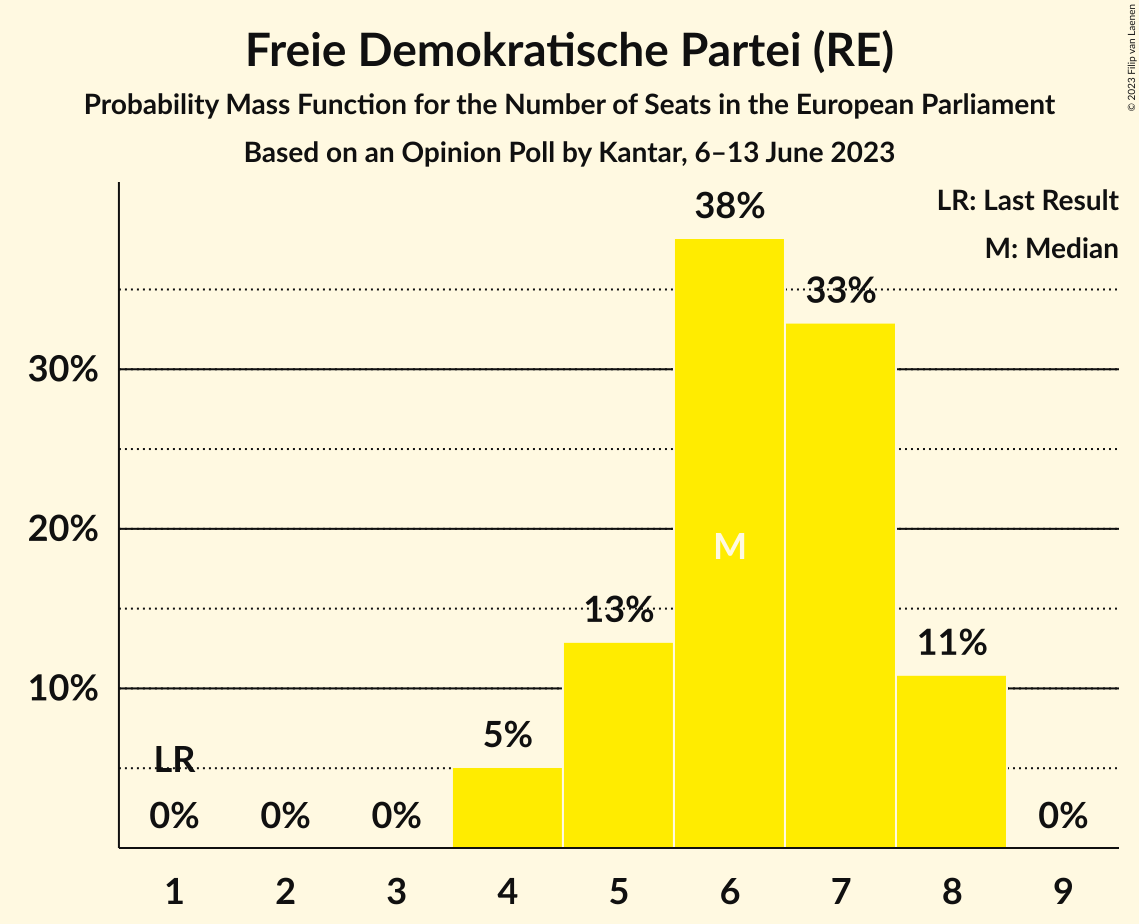 Freie Demokratische Partei (RE)
Probability Mass Function for the Number of Seats in the European Parliament
Based on an Opinion Poll by Kantar, 6–13 June 2023
© 2023 Filip van Laenen
LR: Last Result
M: Median
38%
33%
30%
20%
M
13%
11%
10%
5%
LR
0%
0%
0%
0%
1
2
3
4
5
6
7
8
9